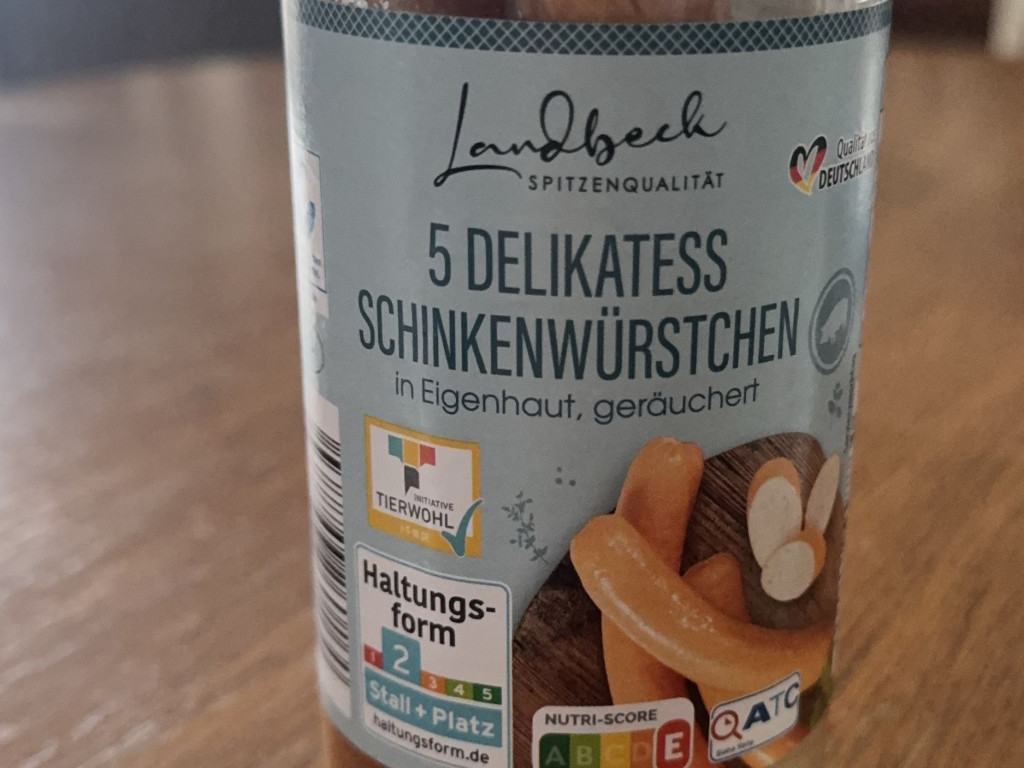 Landbeck
SPITZENQUALITÄT
Qualität
DEUTSCHLAND
5 DELIKATESS
SCHINKENWÜRSTCHEN
in Eigenhaut, geräuchert
INITIATIVE
TIERWOHL
Haltungs-
form
1 2 3 4 5
Stall + Platz
haltungsform.de
NUTRI-SCORE
A B C D E
ATC